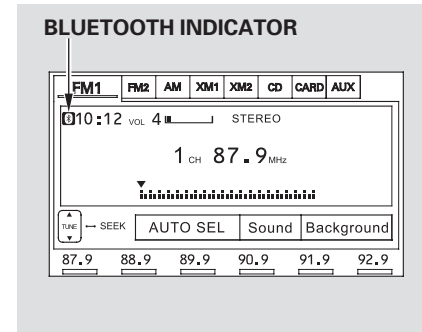 BLUETOOTH INDICATOR
FM1 FM2 AM XM1 XM2 CD CARD AUX
10:12 VOL 4 STEREO
1 CH 87.9 MHz
TUNE ↔ SEEK AUTO SEL Sound Background
87.9 88.9 89.9 90.9 91.9 92.9